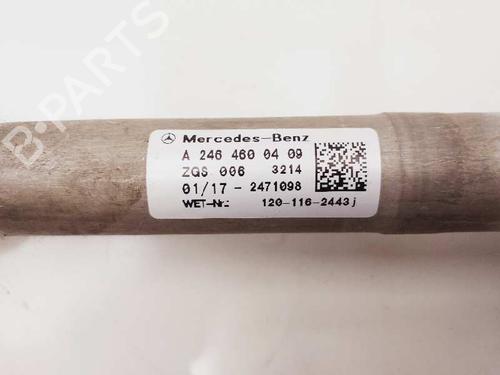 Mercedes-Benz
A 246 460 04 09
ZGS 006 3214
01/17 - 2471098
WET-Nr.: 120-116-2443j
B-PARTS